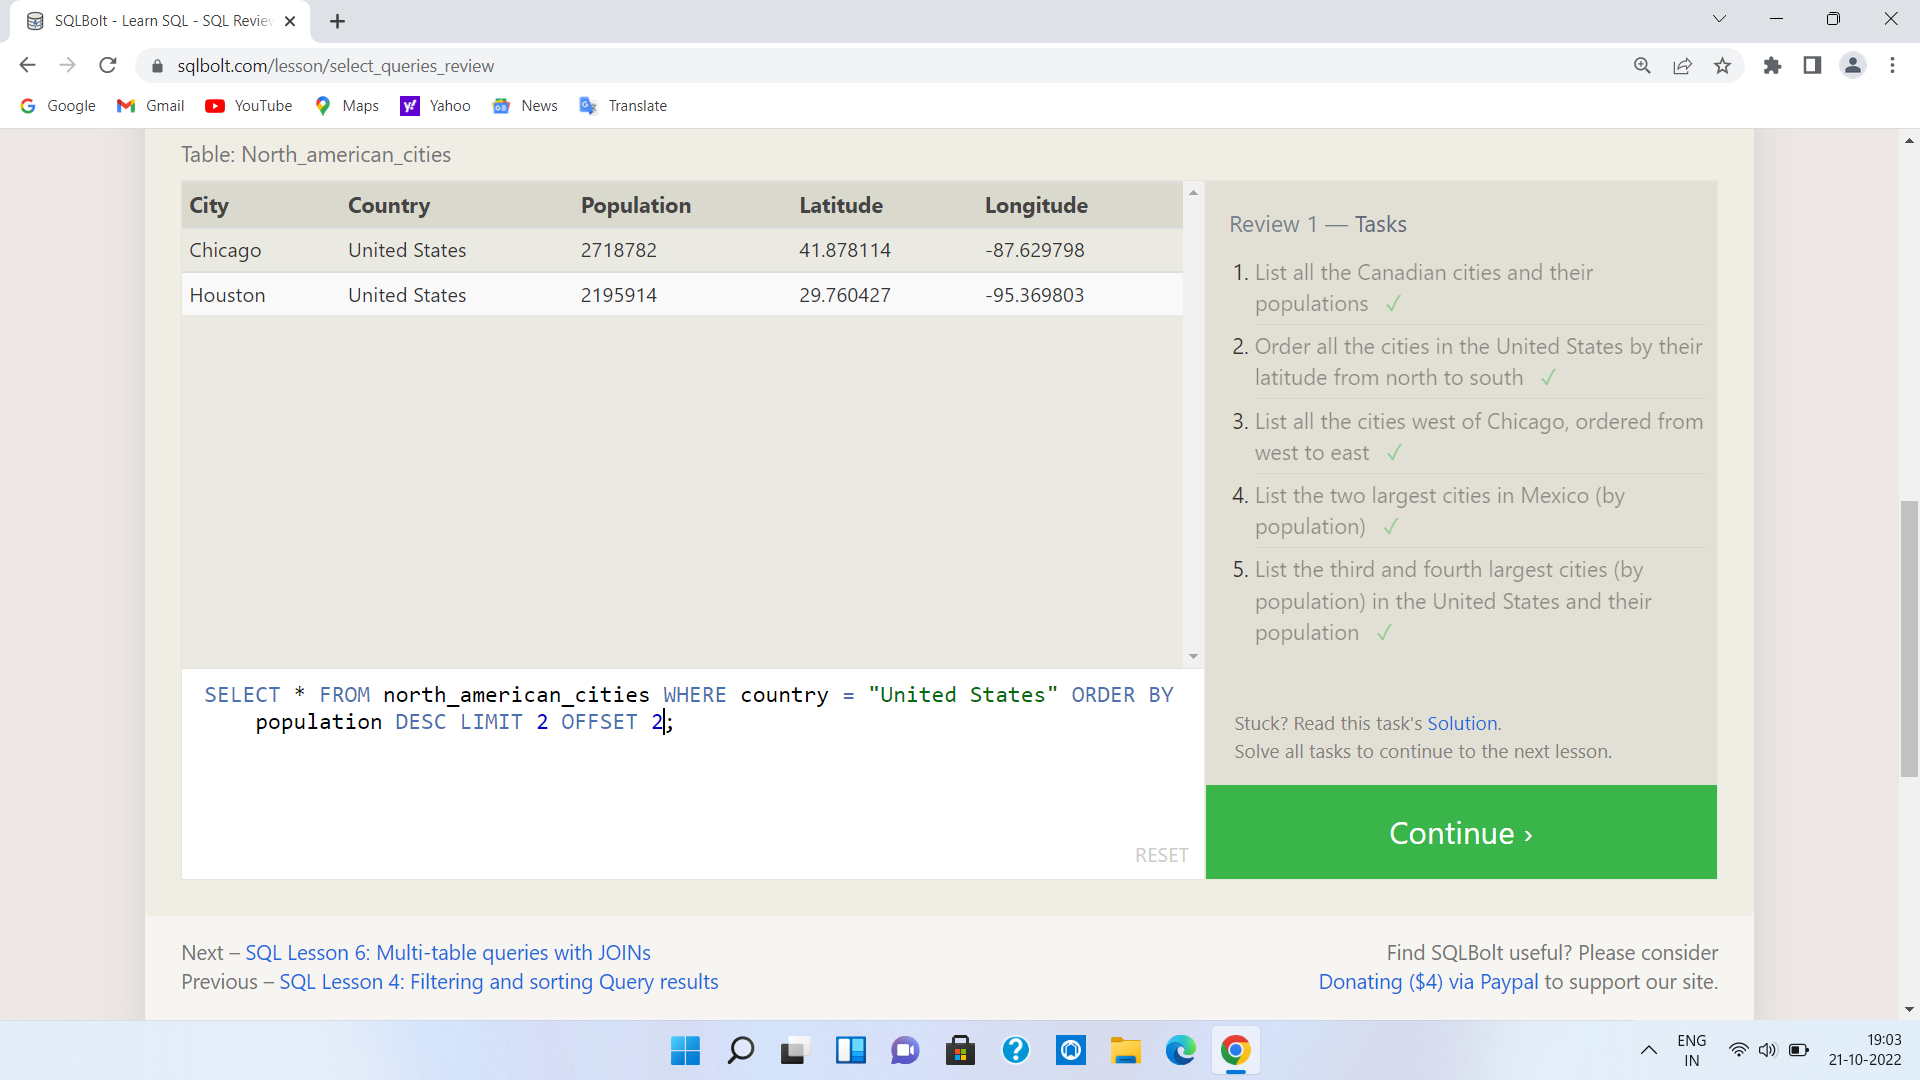 SQLBolt - Learn SQL - SQL Review
sqlbolt.com/lesson/select_queries_review
Google Gmail YouTube Maps Yahoo News Translate
Table: North_american_cities
City Country Population Latitude Longitude
Chicago United States 2718782 41.878114 -87.629798
Houston United States 2195914 29.760427 -95.369803
SELECT * FROM north_american_cities WHERE country = "United States" ORDER BY
population DESC LIMIT 2 OFFSET 2;
RESET
Review 1 — Tasks
1. List all the Canadian cities and their
populations ✓
2. Order all the cities in the United States by their
latitude from north to south ✓
3. List all the cities west of Chicago, ordered from
west to east ✓
4. List the two largest cities in Mexico (by
population) ✓
5. List the third and fourth largest cities (by
population) in the United States and their
population ✓
Stuck? Read this task's Solution.
Solve all tasks to continue to the next lesson.
Continue ›
Next – SQL Lesson 6: Multi-table queries with JOINs
Previous – SQL Lesson 4: Filtering and sorting Query results
Find SQLBolt useful? Please consider
Donating ($4) via Paypal to support our site.
ENG
IN
19:03
21-10-2022